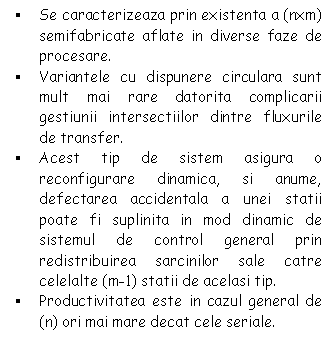 ▪ Se caracterizeaza prin existenta a (nxm)
semifabricate aflate in diverse faze de
procesare.
▪ Variantele cu dispunere circulara sunt
mult mai rare datorita complicarii
gestiunii intersectiilor dintre fluxurile
de transfer.
▪ Acest tip de sistem asigura o
reconfigurare dinamica, si anume,
defectarea accidentala a unei statii
poate fi suplinita in mod dinamic de
sistemul de control general prin
redistribuirea sarcinilor sale catre
celelalte (m-1) statii de acelasi tip.
▪ Productivitatea este in cazul general de
(n) ori mai mare decat cele seriale.